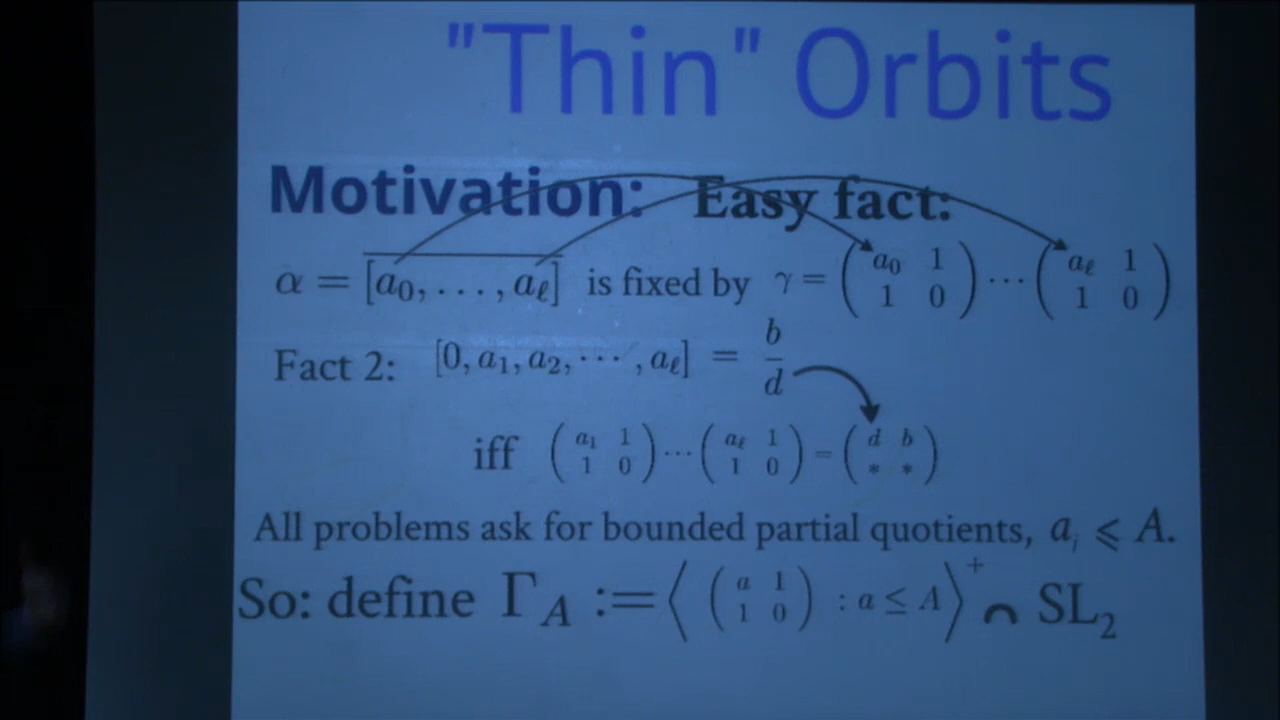 "Thin" Orbits
Motivation: Easy fact:
α = [a₀, . . . , a_ℓ] is fixed by γ = ( a₀ 1 ; 1 0 ) ··· ( a_ℓ 1 ; 1 0 )
Fact 2: [0, a₁, a₂, ··· , a_ℓ] = b/d
iff ( a₁ 1 ; 1 0 ) ··· ( a_ℓ 1 ; 1 0 ) = ( d b ; * * )
All problems ask for bounded partial quotients, a_j ⩽ A.
So: define Γ_A := ⟨ ( a 1 ; 1 0 ) : a ≤ A ⟩⁺ ∩ SL₂